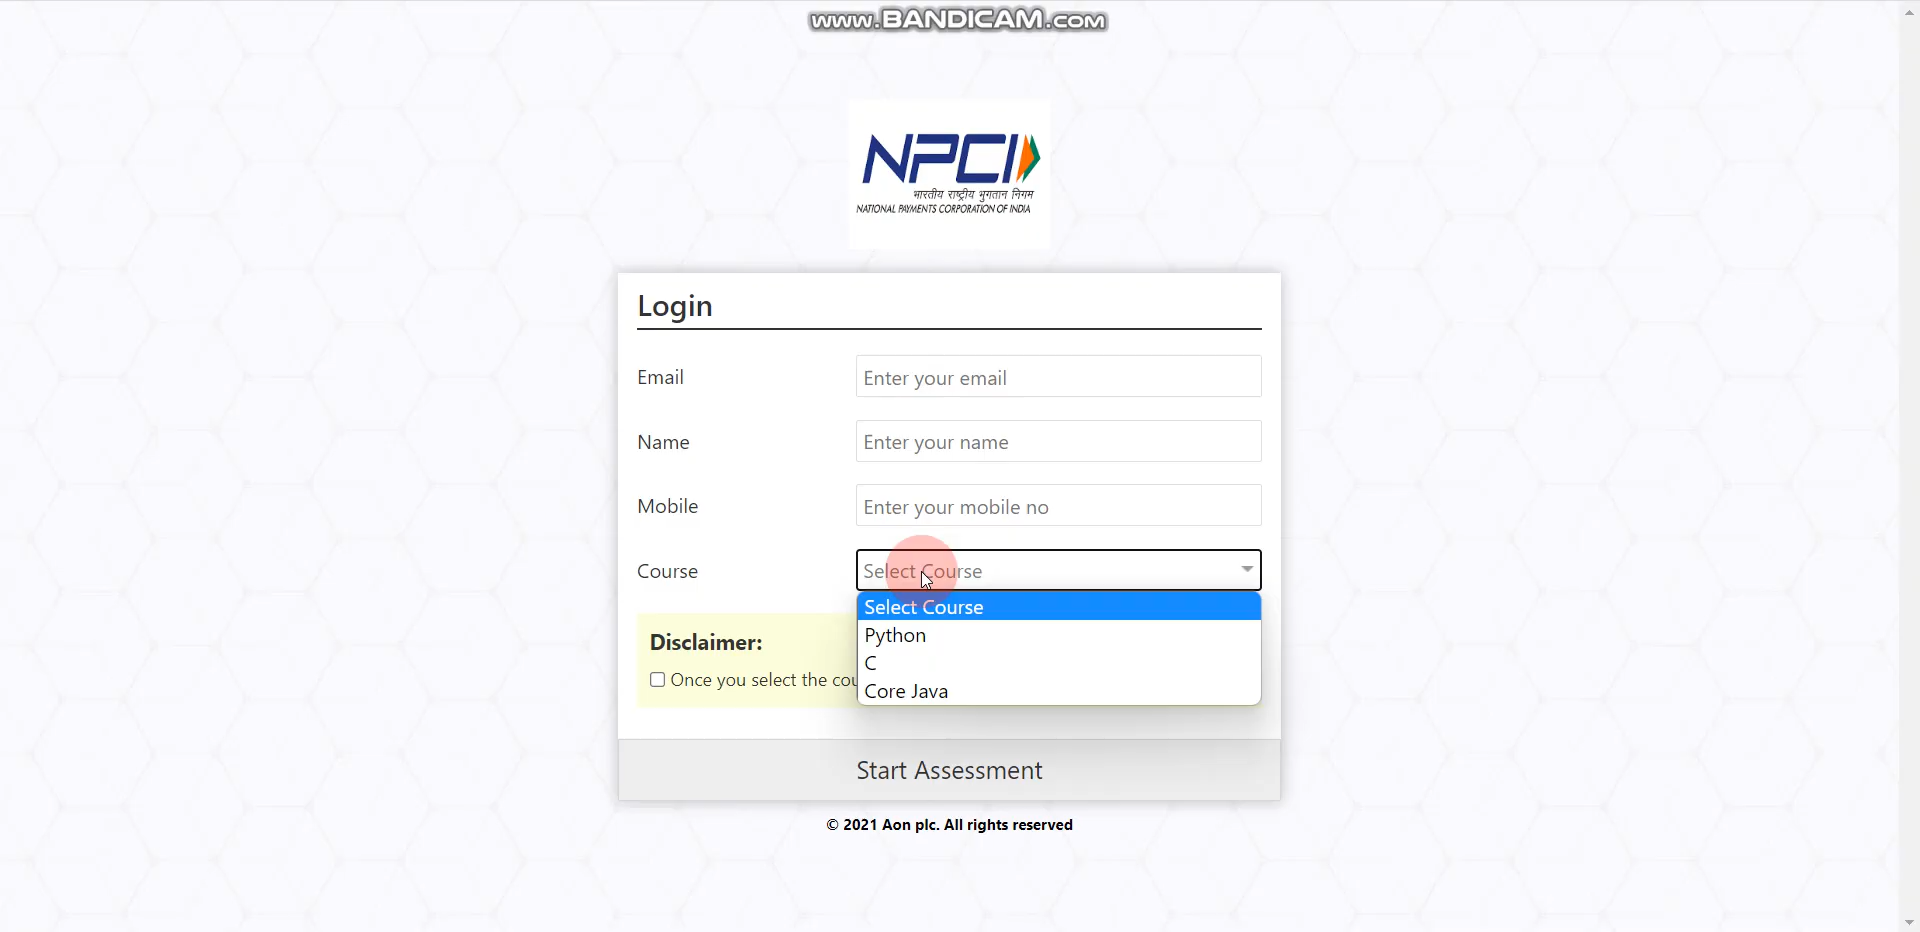 www.BANDICAM.com
NPCI
भारतीय राष्ट्रीय भुगतान निगम
NATIONAL PAYMENTS CORPORATION OF INDIA
Login
Email
Enter your email
Name
Enter your name
Mobile
Enter your mobile no
Course
Select Course
Select Course
Python
C
Core Java
Disclaimer:
Once you select the
Start Assessment
© 2021 Aon plc. All rights reserved